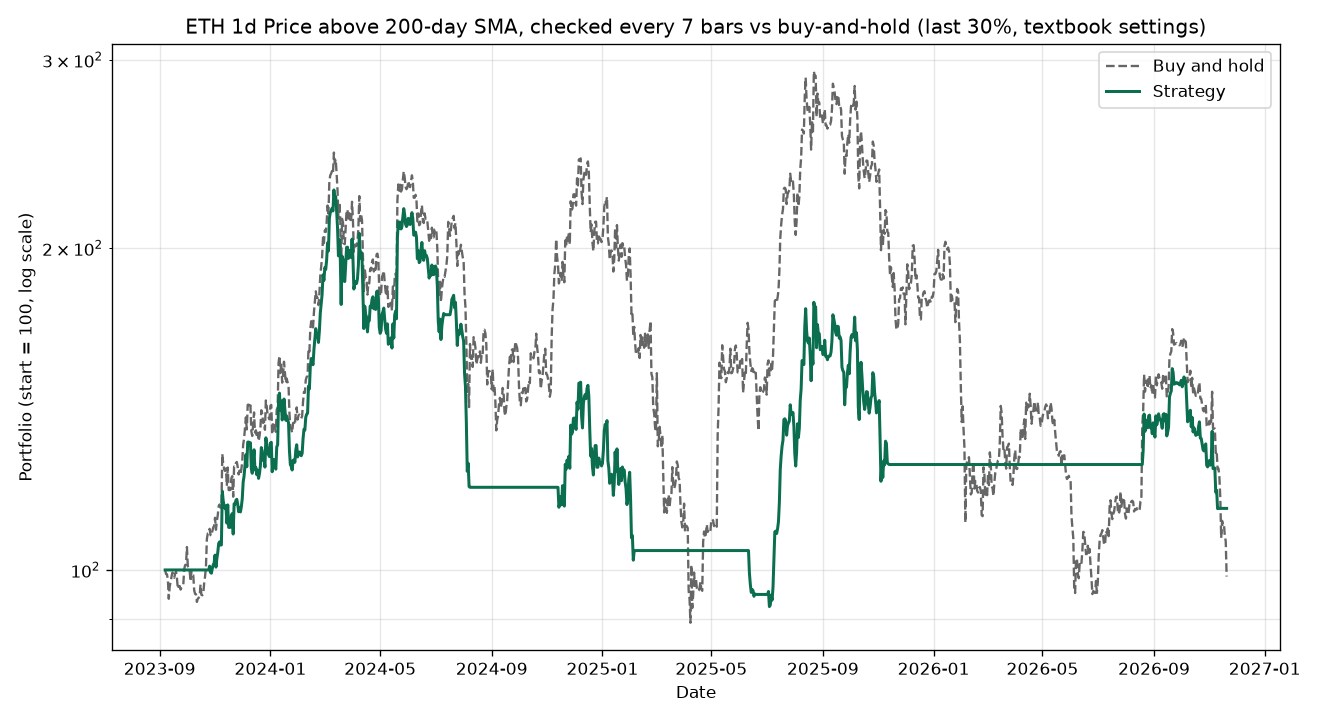 ETH 1d Price above 200-day SMA, checked every 7 bars vs buy-and-hold (last 30%, textbook settings)
Buy and hold
Strategy
Portfolio (start = 100, log scale)
3 × 10²
2 × 10²
10²
2023-09 2024-01 2024-05 2024-09 2025-01 2025-05 2025-09 2026-01 2026-05 2026-09 2027-01
Date